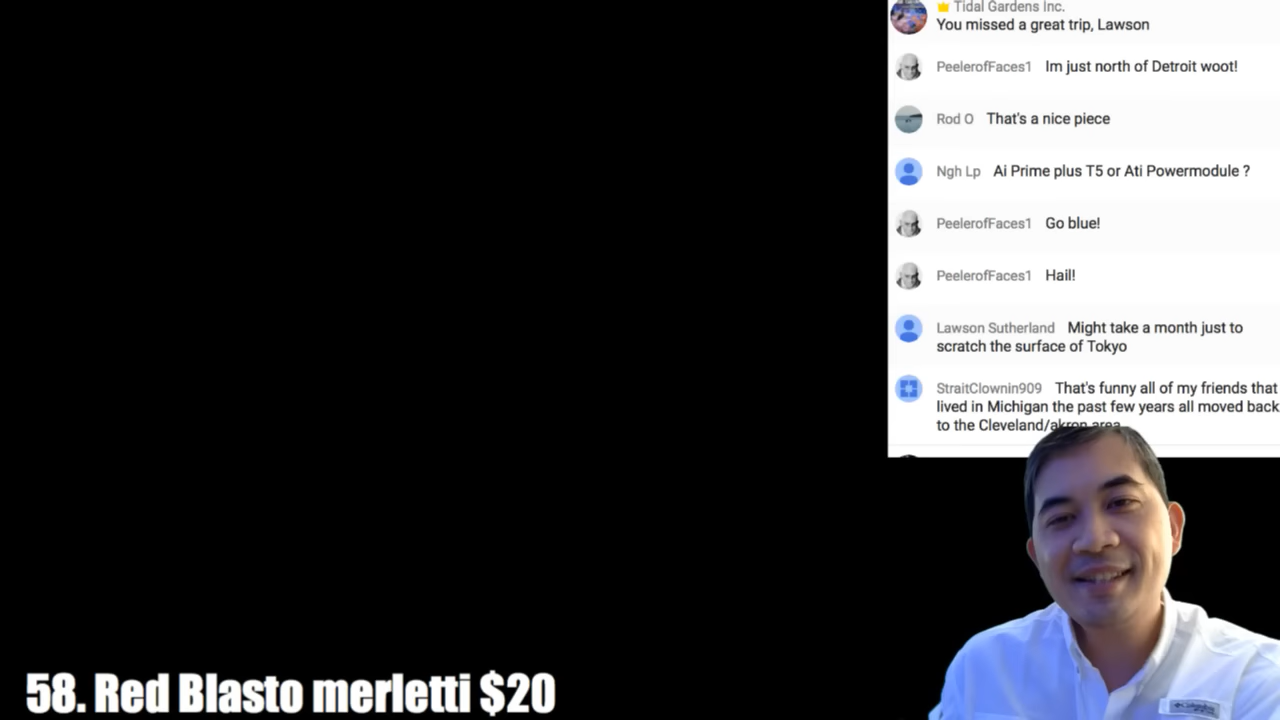 Tidal Gardens Inc.
You missed a great trip, Lawson
PeelerofFaces1 Im just north of Detroit woot!
Rod O That's a nice piece
Ngh Lp Ai Prime plus T5 or Ati Powermodule ?
PeelerofFaces1 Go blue!
PeelerofFaces1 Hail!
Lawson Sutherland Might take a month just to
scratch the surface of Tokyo
StraitClownin909 That's funny all of my friends that
lived in Michigan the past few years all moved back
to the Cleveland/akron area
58. Red Blasto merletti $20
Columbia